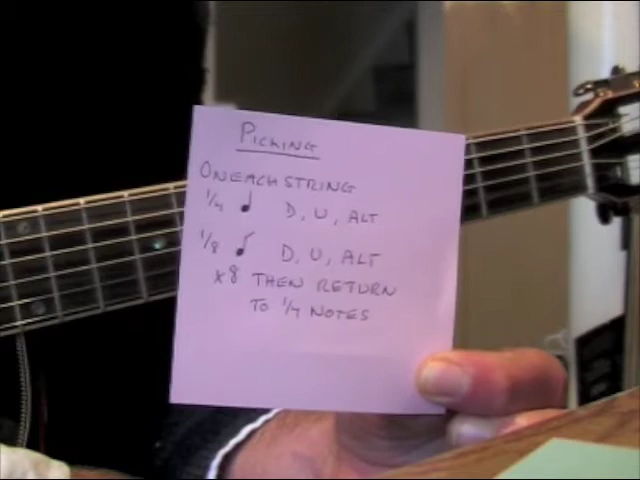 PICKING
ON EACH STRING
1/4 ♩ D, U, ALT
1/8 ♪ D, U, ALT
x8 THEN RETURN
TO 1/4 NOTES